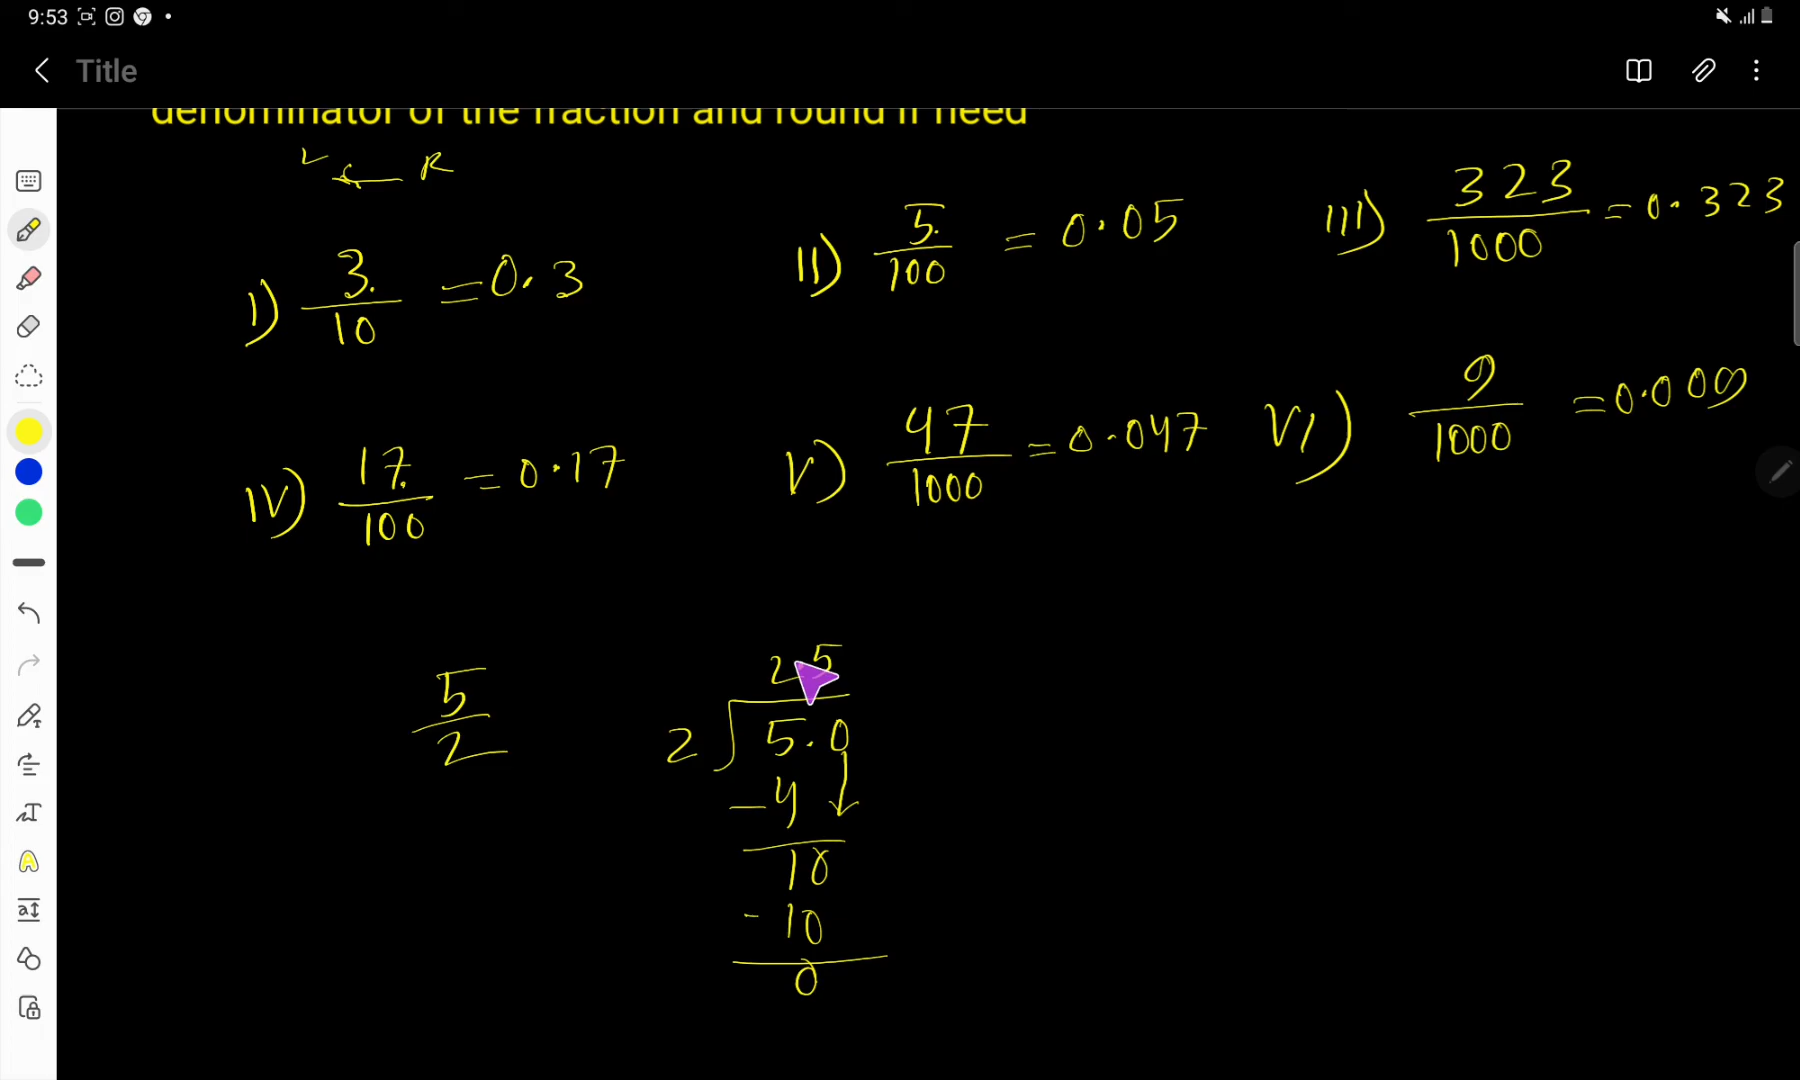 9:53
Title
denominator of the fraction and round if need
L ← R
I) 3./10 = 0.3
II) 5./100 = 0.05
III) 323/1000 = 0.323
IV) 17./100 = 0.17
V) 47/1000 = 0.047
VI) 9/1000 = 0.009
5/2
2 5
2 5.0
-4
10
-10
0